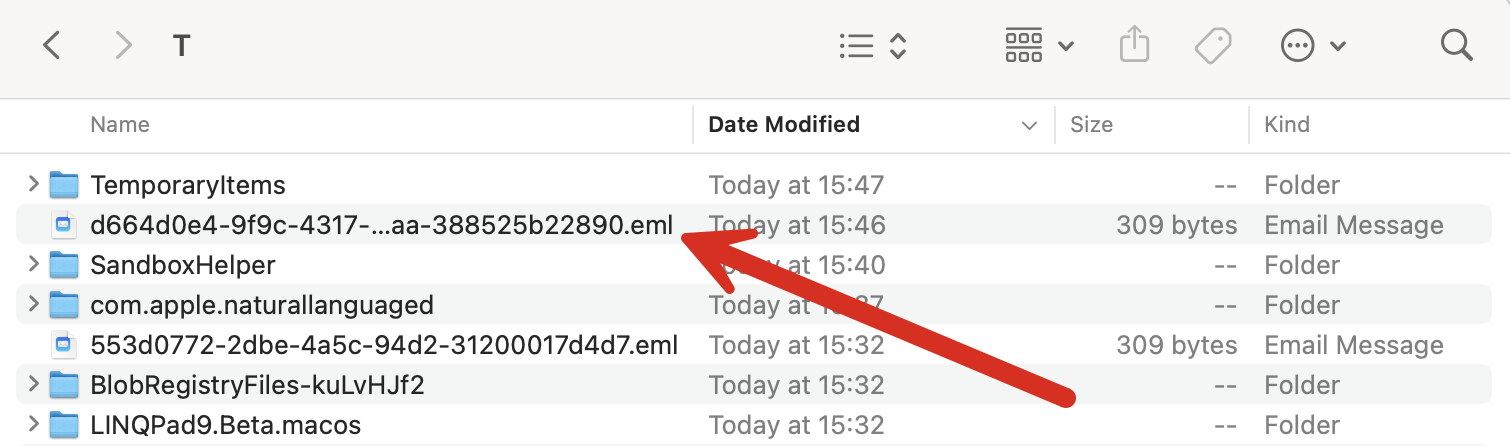 T
Name Date Modified Size Kind
TemporaryItems Today at 15:47 -- Folder
d664d0e4-9f9c-4317-...aa-388525b22890.eml Today at 15:46 309 bytes Email Message
SandboxHelper Today at 15:40 -- Folder
com.apple.naturallanguaged Today at -- Folder
553d0772-2dbe-4a5c-94d2-31200017d4d7.eml Today at 15:32 309 bytes Email Message
BlobRegistryFiles-kuLvHJf2 Today at 15:32 -- Folder
LINQPad9.Beta.macos Today at 15:32 -- Folder